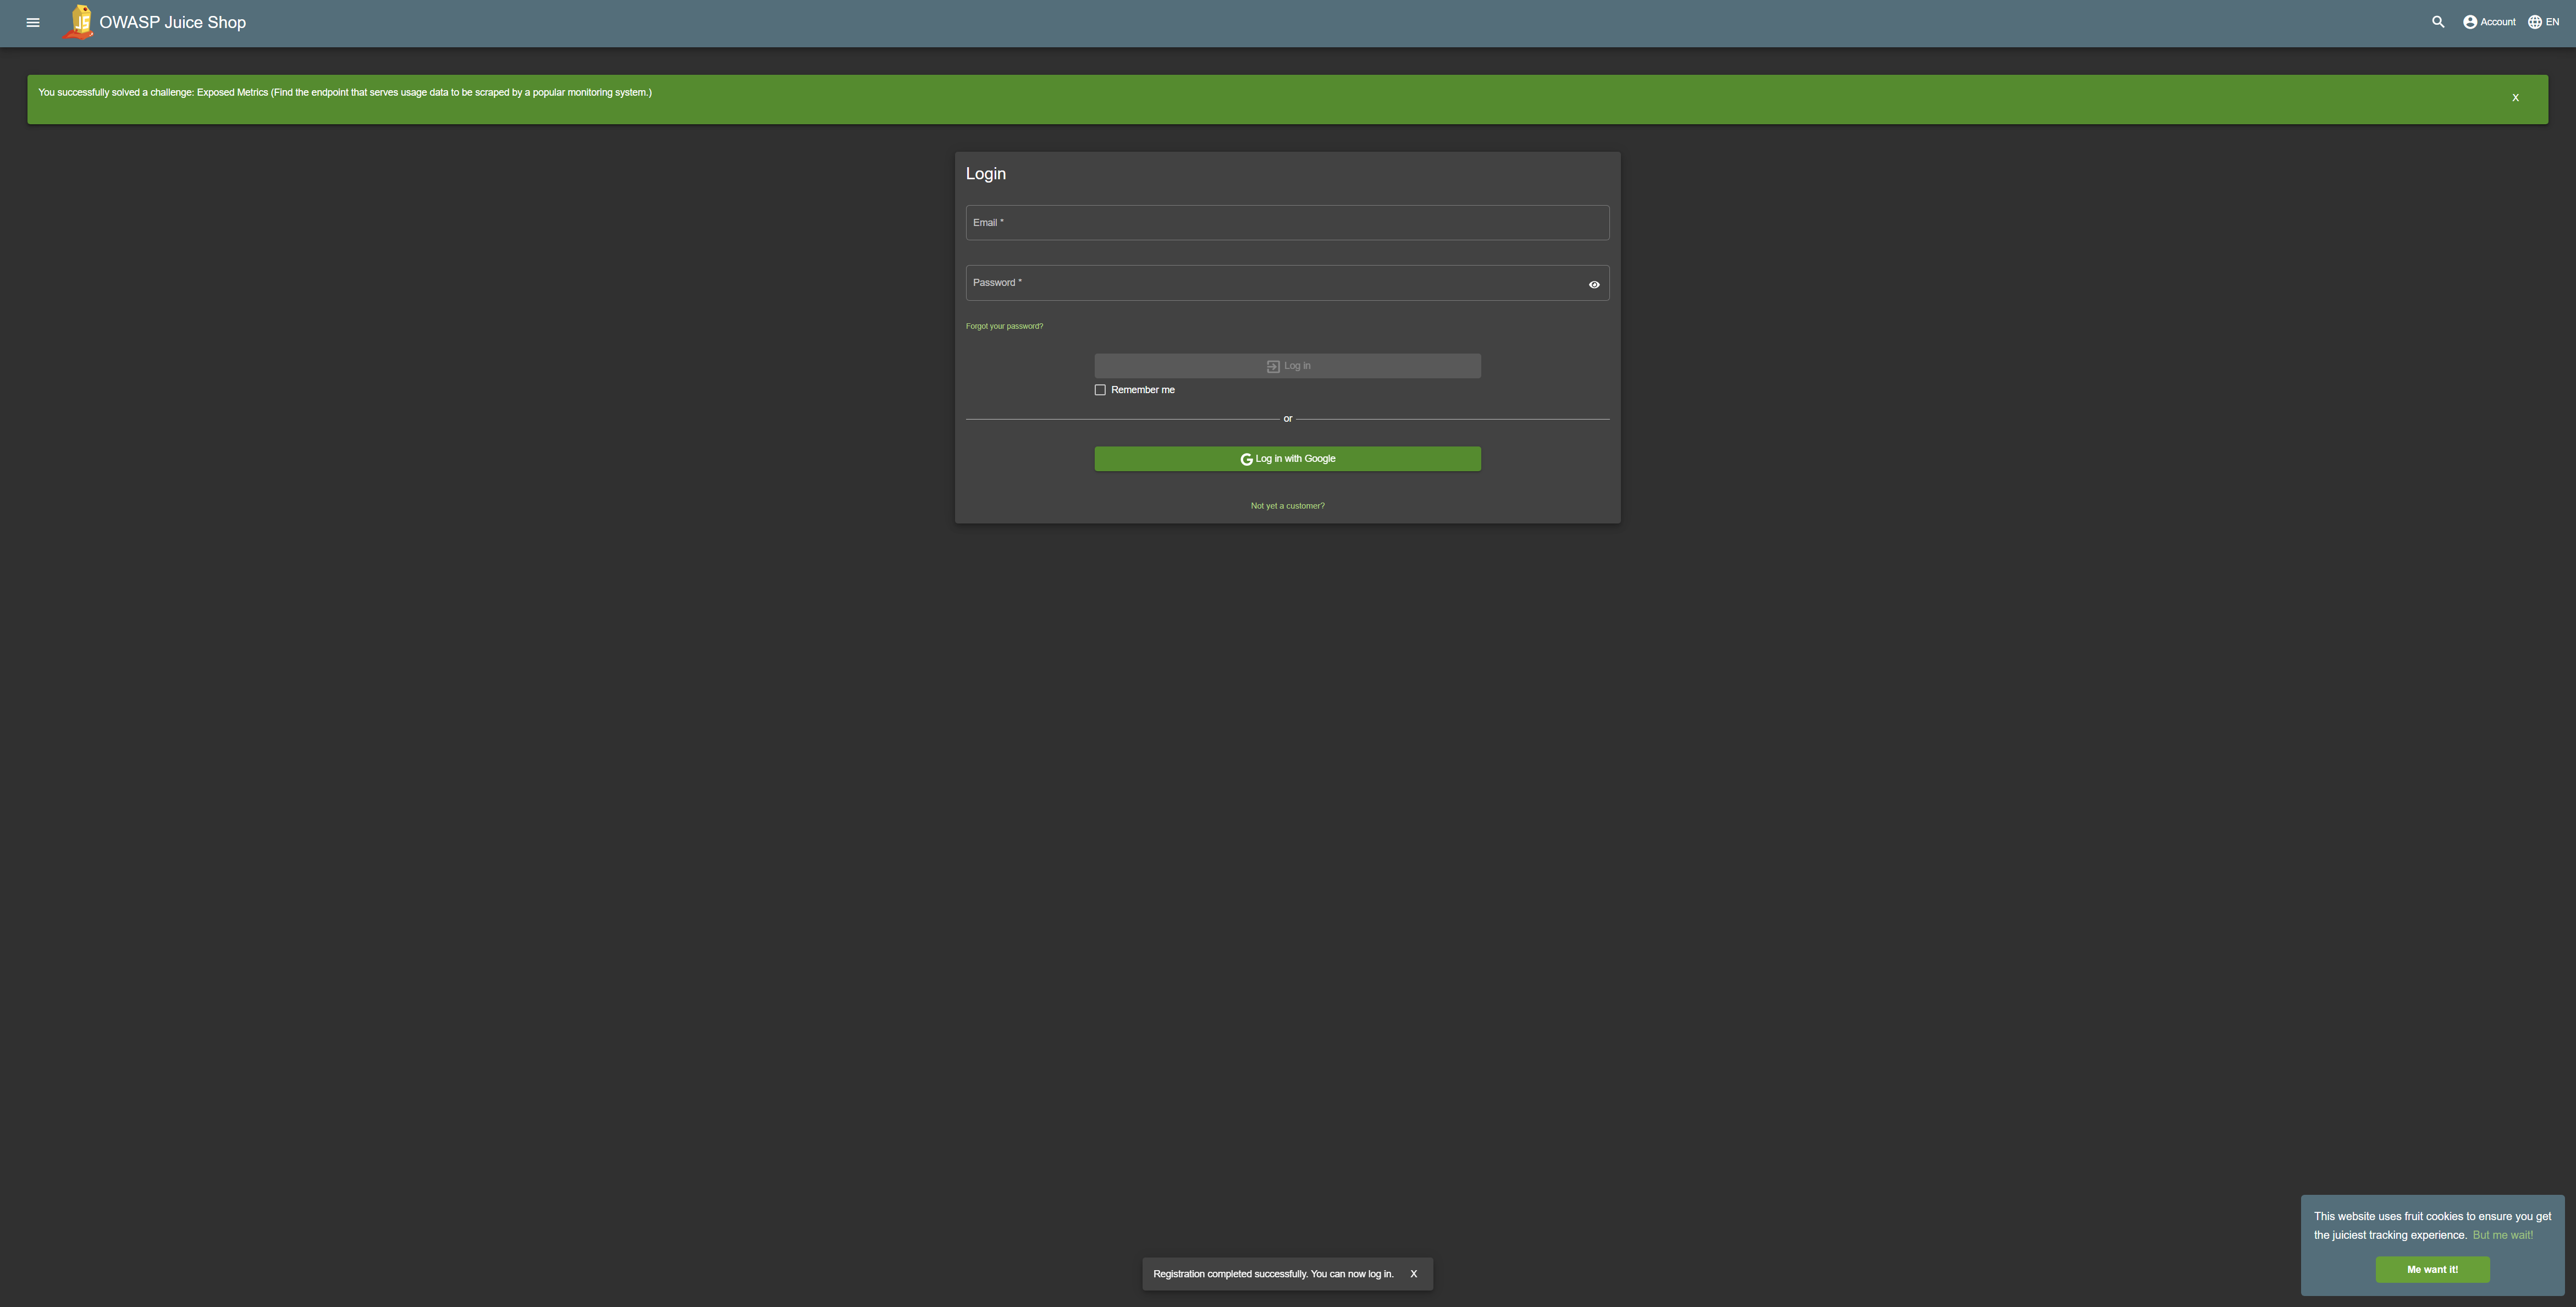 OWASP Juice Shop
Account
EN
You successfully solved a challenge: Exposed Metrics (Find the endpoint that serves usage data to be scraped by a popular monitoring system.)
X
Login
Email *
Password *
Forgot your password?
Log in
Remember me
or
Log in with Google
Not yet a customer?
This website uses fruit cookies to ensure you get
the juiciest tracking experience. But me wait!
Me want it!
Registration completed successfully. You can now log in.
X